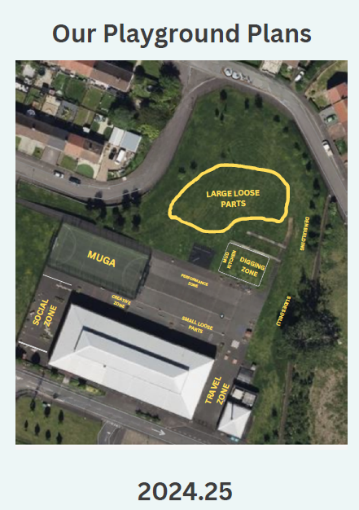 Our Playground Plans
LARGE LOOSE
PARTS
MUD
KITCHEN
DIGGING
ZONE
MUGA
PERFORMANCE
ZONE
CREATIVE
ZONE
SMALL LOOSE
PARTS
SOCIAL
ZONE
TRAVEL
ZONE
2024.25